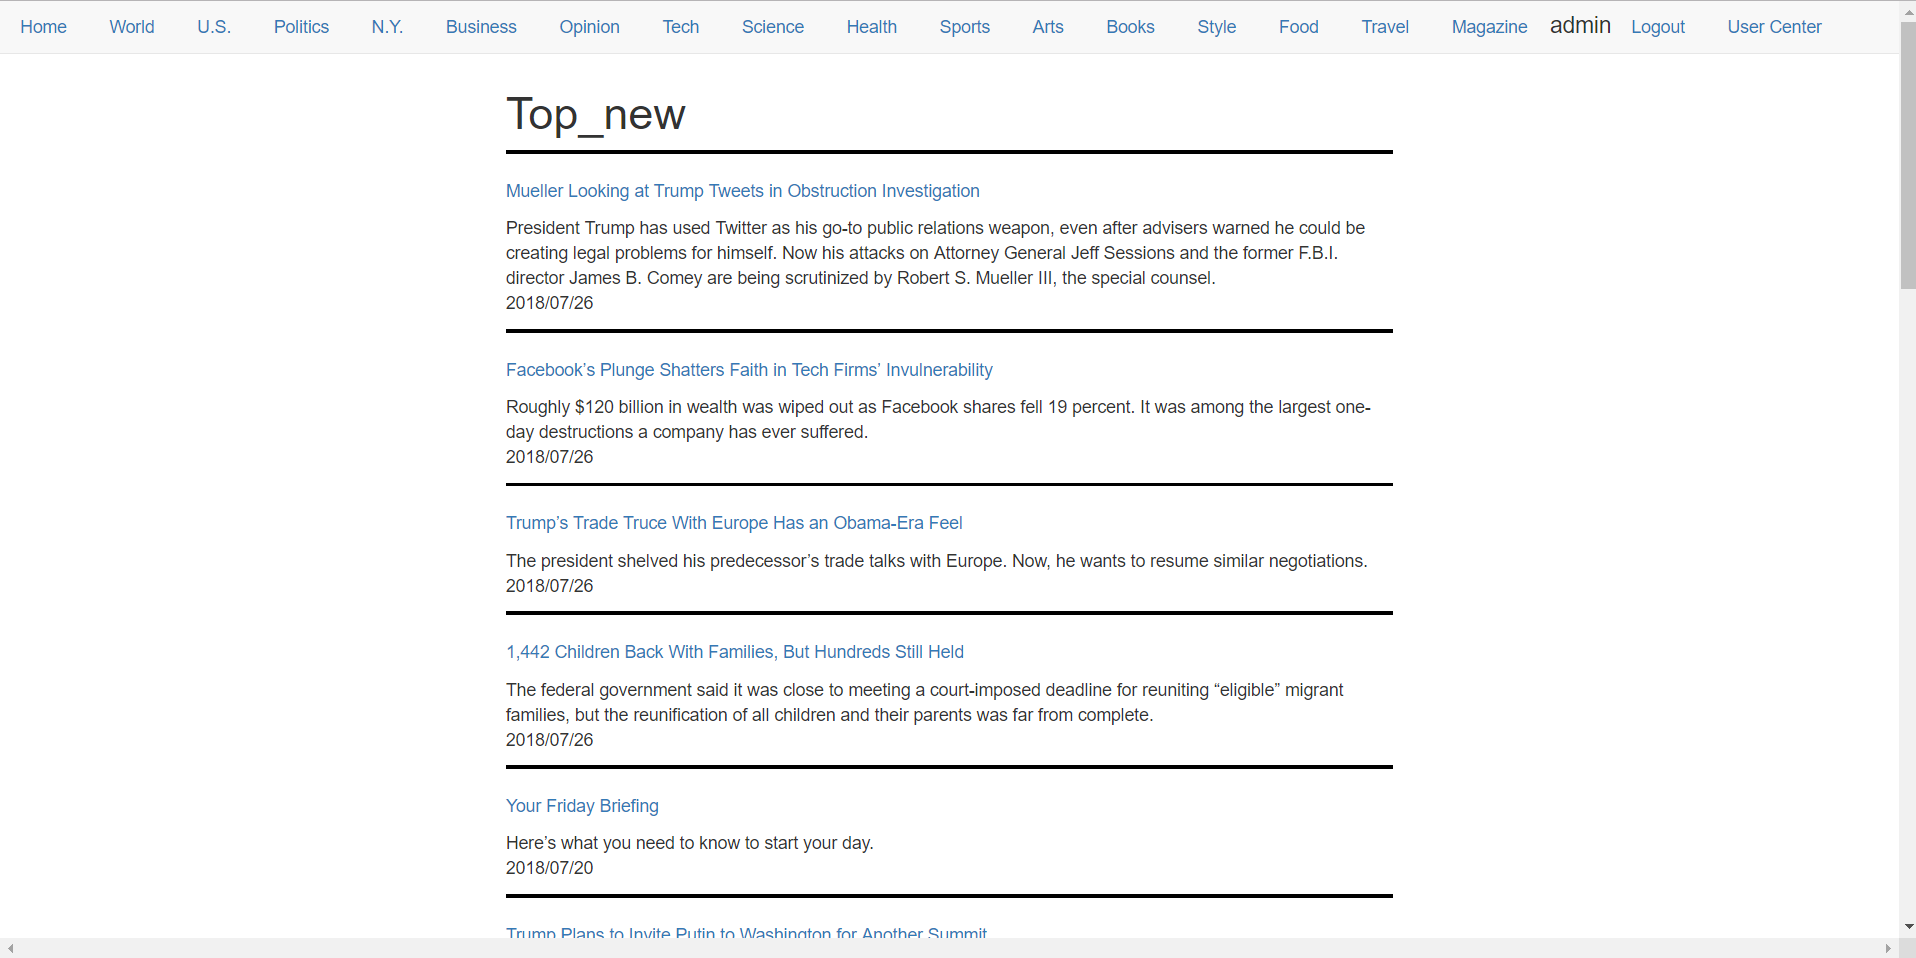 Home World U.S. Politics N.Y. Business Opinion Tech Science Health Sports Arts Books Style Food Travel Magazine admin Logout User Center
Top_new
Mueller Looking at Trump Tweets in Obstruction Investigation
President Trump has used Twitter as his go-to public relations weapon, even after advisers warned he could be
creating legal problems for himself. Now his attacks on Attorney General Jeff Sessions and the former F.B.I.
director James B. Comey are being scrutinized by Robert S. Mueller III, the special counsel.
2018/07/26
Facebook’s Plunge Shatters Faith in Tech Firms’ Invulnerability
Roughly $120 billion in wealth was wiped out as Facebook shares fell 19 percent. It was among the largest one-
day destructions a company has ever suffered.
2018/07/26
Trump’s Trade Truce With Europe Has an Obama-Era Feel
The president shelved his predecessor’s trade talks with Europe. Now, he wants to resume similar negotiations.
2018/07/26
1,442 Children Back With Families, But Hundreds Still Held
The federal government said it was close to meeting a court-imposed deadline for reuniting “eligible” migrant
families, but the reunification of all children and their parents was far from complete.
2018/07/26
Your Friday Briefing
Here’s what you need to know to start your day.
2018/07/20
Trump Plans to Invite Putin to Washington for Another Summit